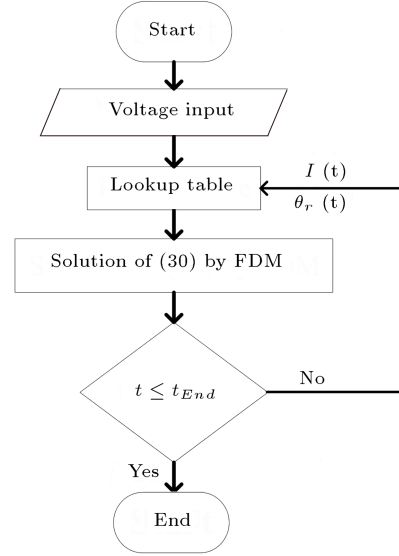 Start
Voltage input
Lookup table
I (t)
θr (t)
Solution of (30) by FDM
t ≤ tEnd
No
Yes
End